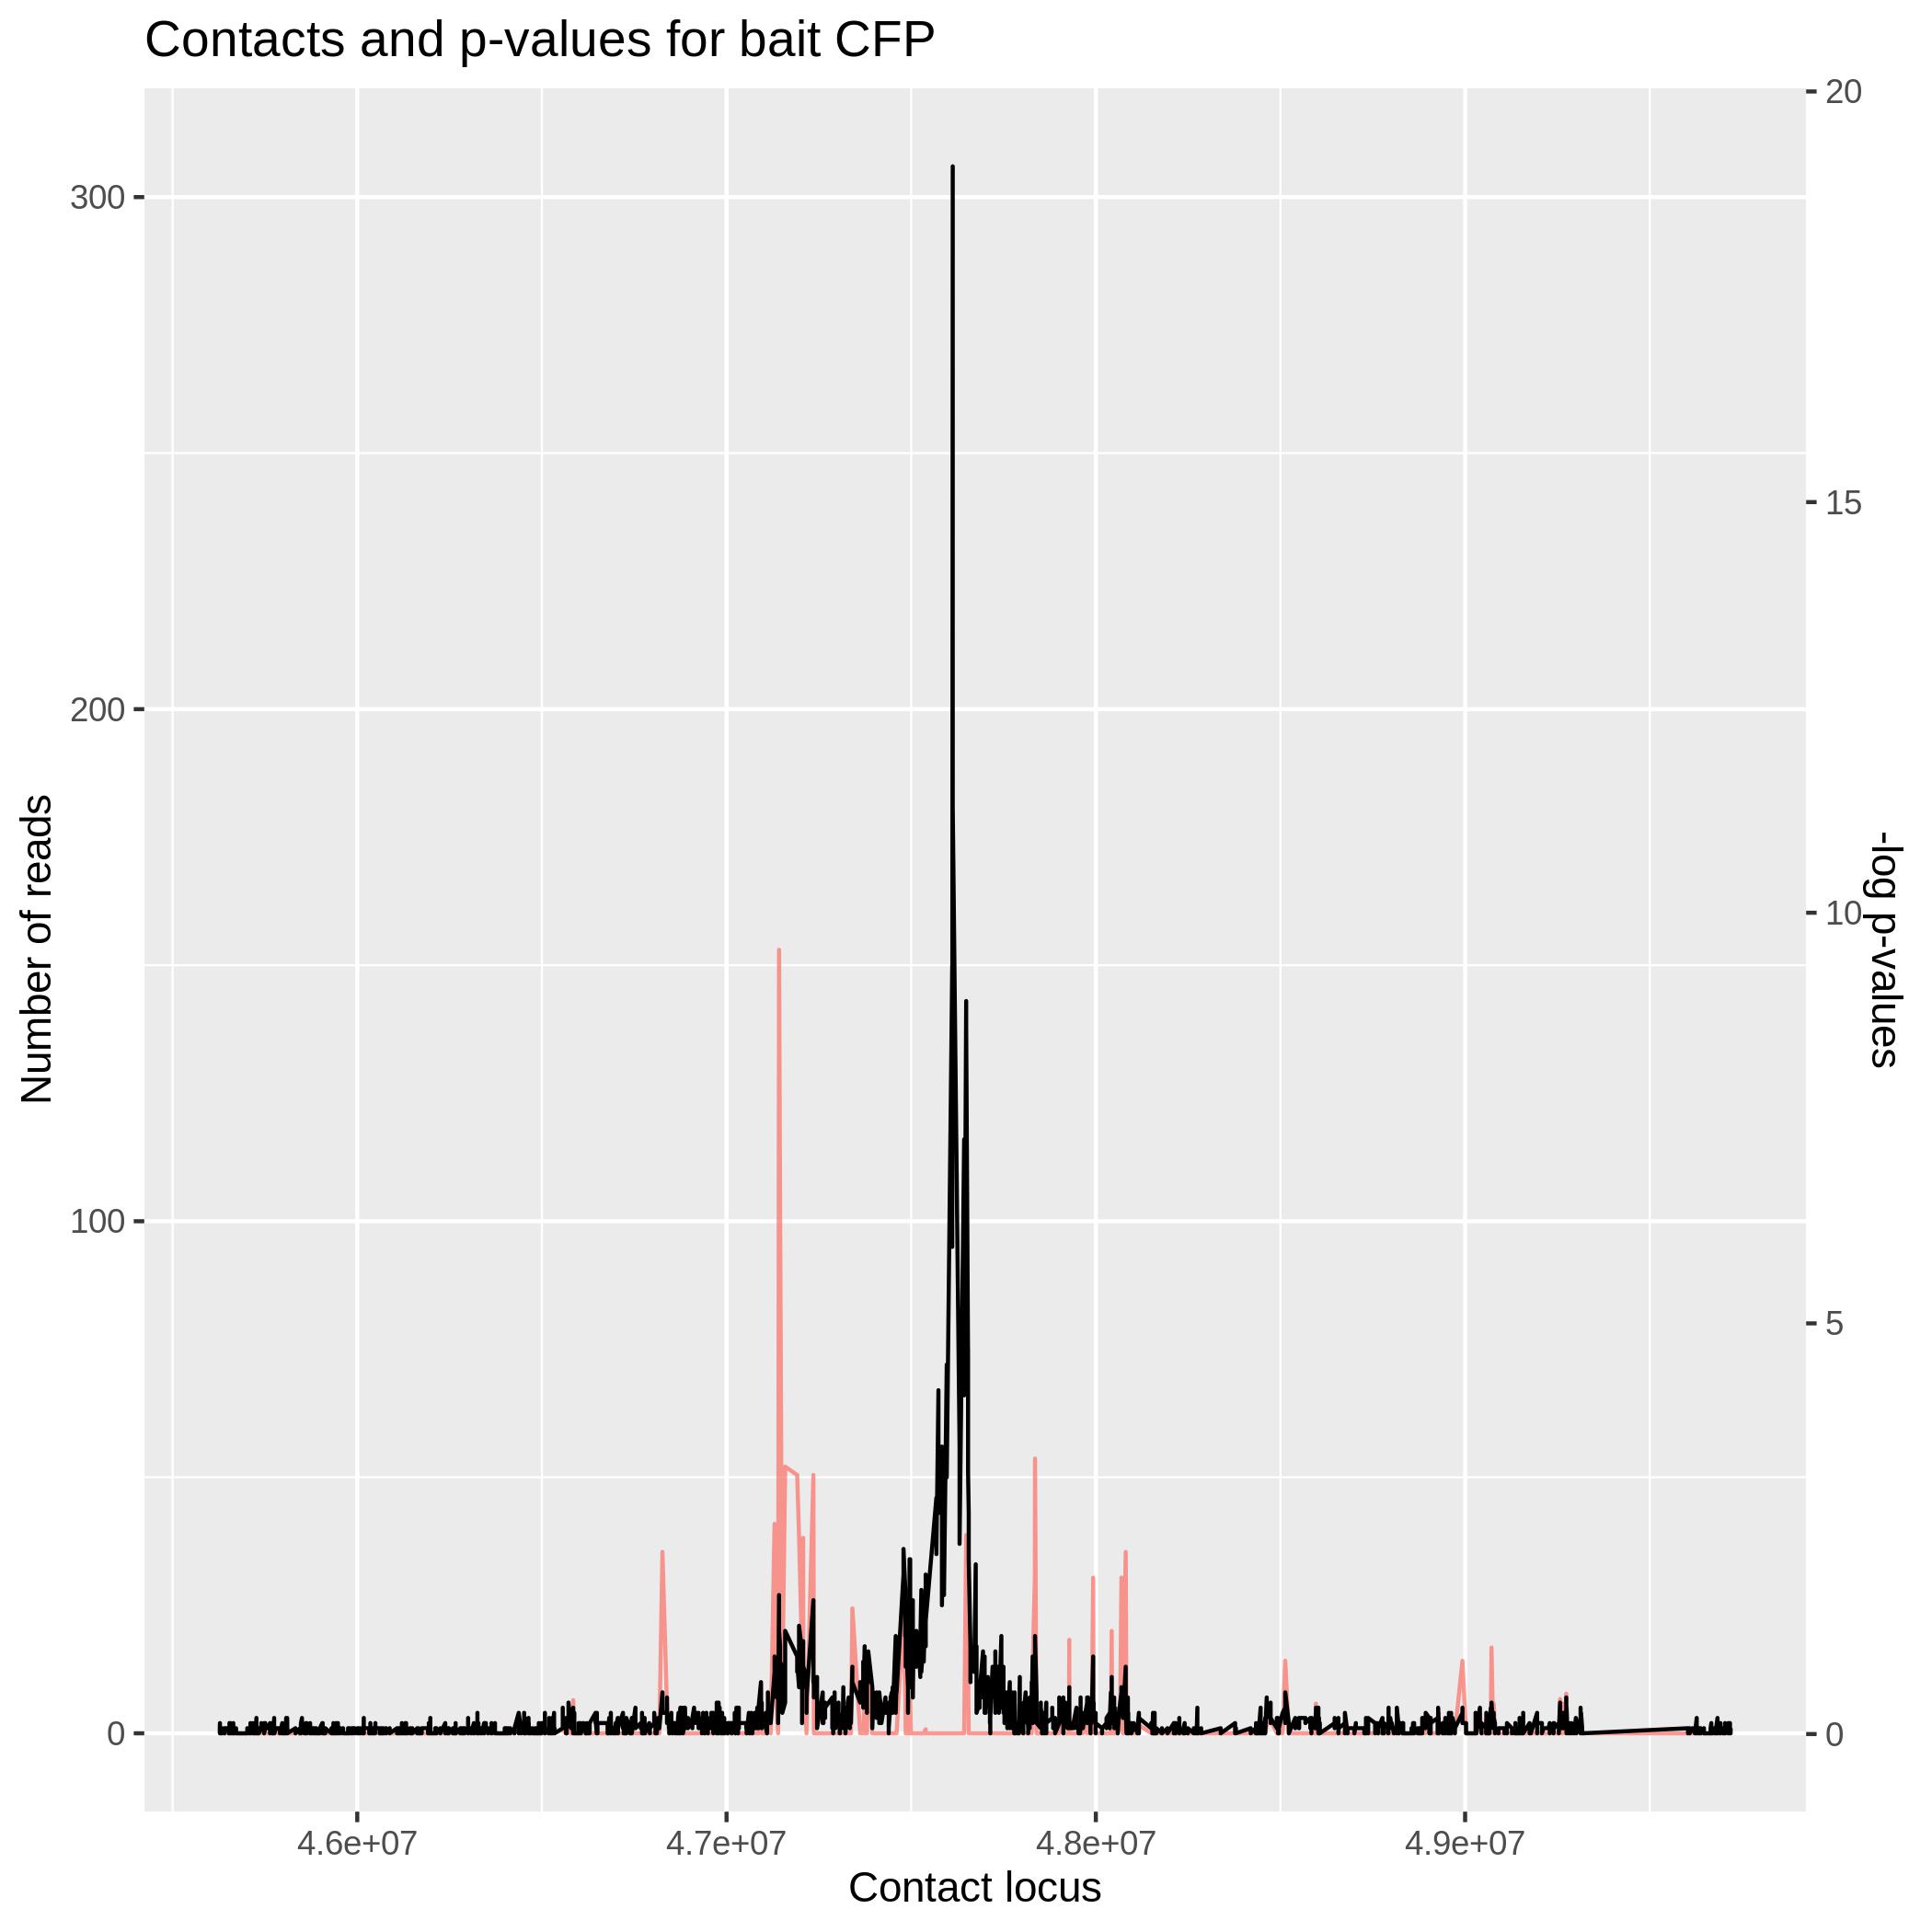 Contacts and p-values for bait CFP
Number of reads
300
200
100
0
20
15
10
5
0
-log p-values
4.6e+07
4.7e+07
4.8e+07
4.9e+07
Contact locus